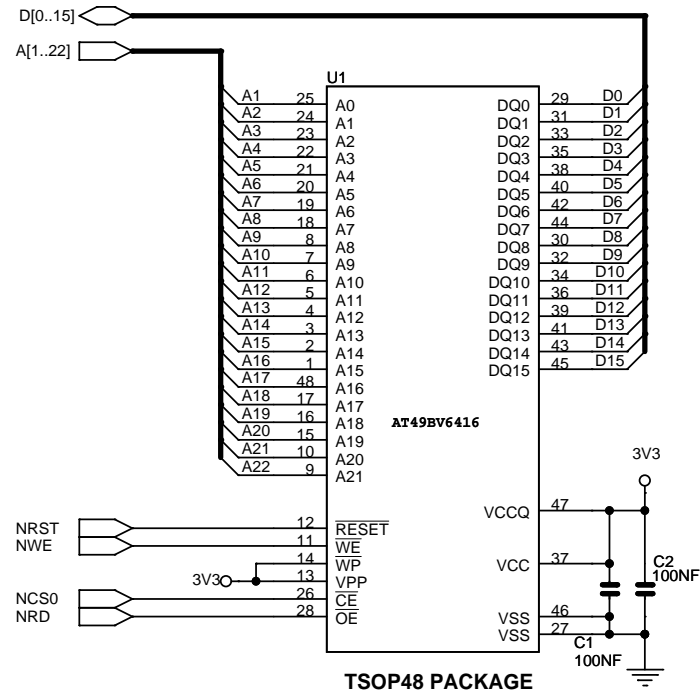 D[0..15]
A[1..22]
U1
A1 25 A0 DQ0 29 D0
A2 24 A1 DQ1 31 D1
A3 23 A2 DQ2 33 D2
A4 22 A3 DQ3 35 D3
A5 21 A4 DQ4 38 D4
A6 20 A5 DQ5 40 D5
A7 19 A6 DQ6 42 D6
A8 18 A7 DQ7 44 D7
A9 8 A8 DQ8 30 D8
A10 7 A9 DQ9 32 D9
A11 6 A10 DQ10 34 D10
A12 5 A11 DQ11 36 D11
A13 4 A12 DQ12 39 D12
A14 3 A13 DQ13 41 D13
A15 2 A14 DQ14 43 D14
A16 1 A15 DQ15 45 D15
A17 48 A16
A18 17 A17
A19 16 A18
A20 15 A19
A21 10 A20
A22 9 A21
AT49BV6416
3V3
VCCQ 47
NRST 12 RESET
NWE 11 WE
14 WP
3V3 13 VPP
NCS0 26 CE
NRD 28 OE
VCC 37
C2
100NF
VSS 46
VSS 27
C1
100NF
TSOP48 PACKAGE